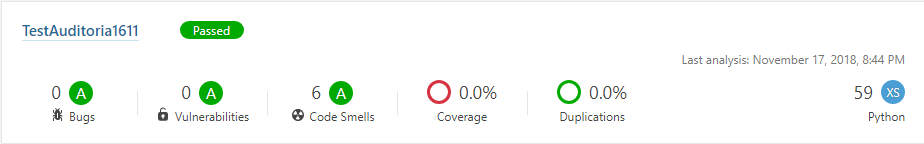 TestAuditoria1611 Passed
Last analysis: November 17, 2018, 8:44 PM
0 A 0 A 6 A 0.0% 0.0% 59 XS
Bugs Vulnerabilities Code Smells Coverage Duplications Python